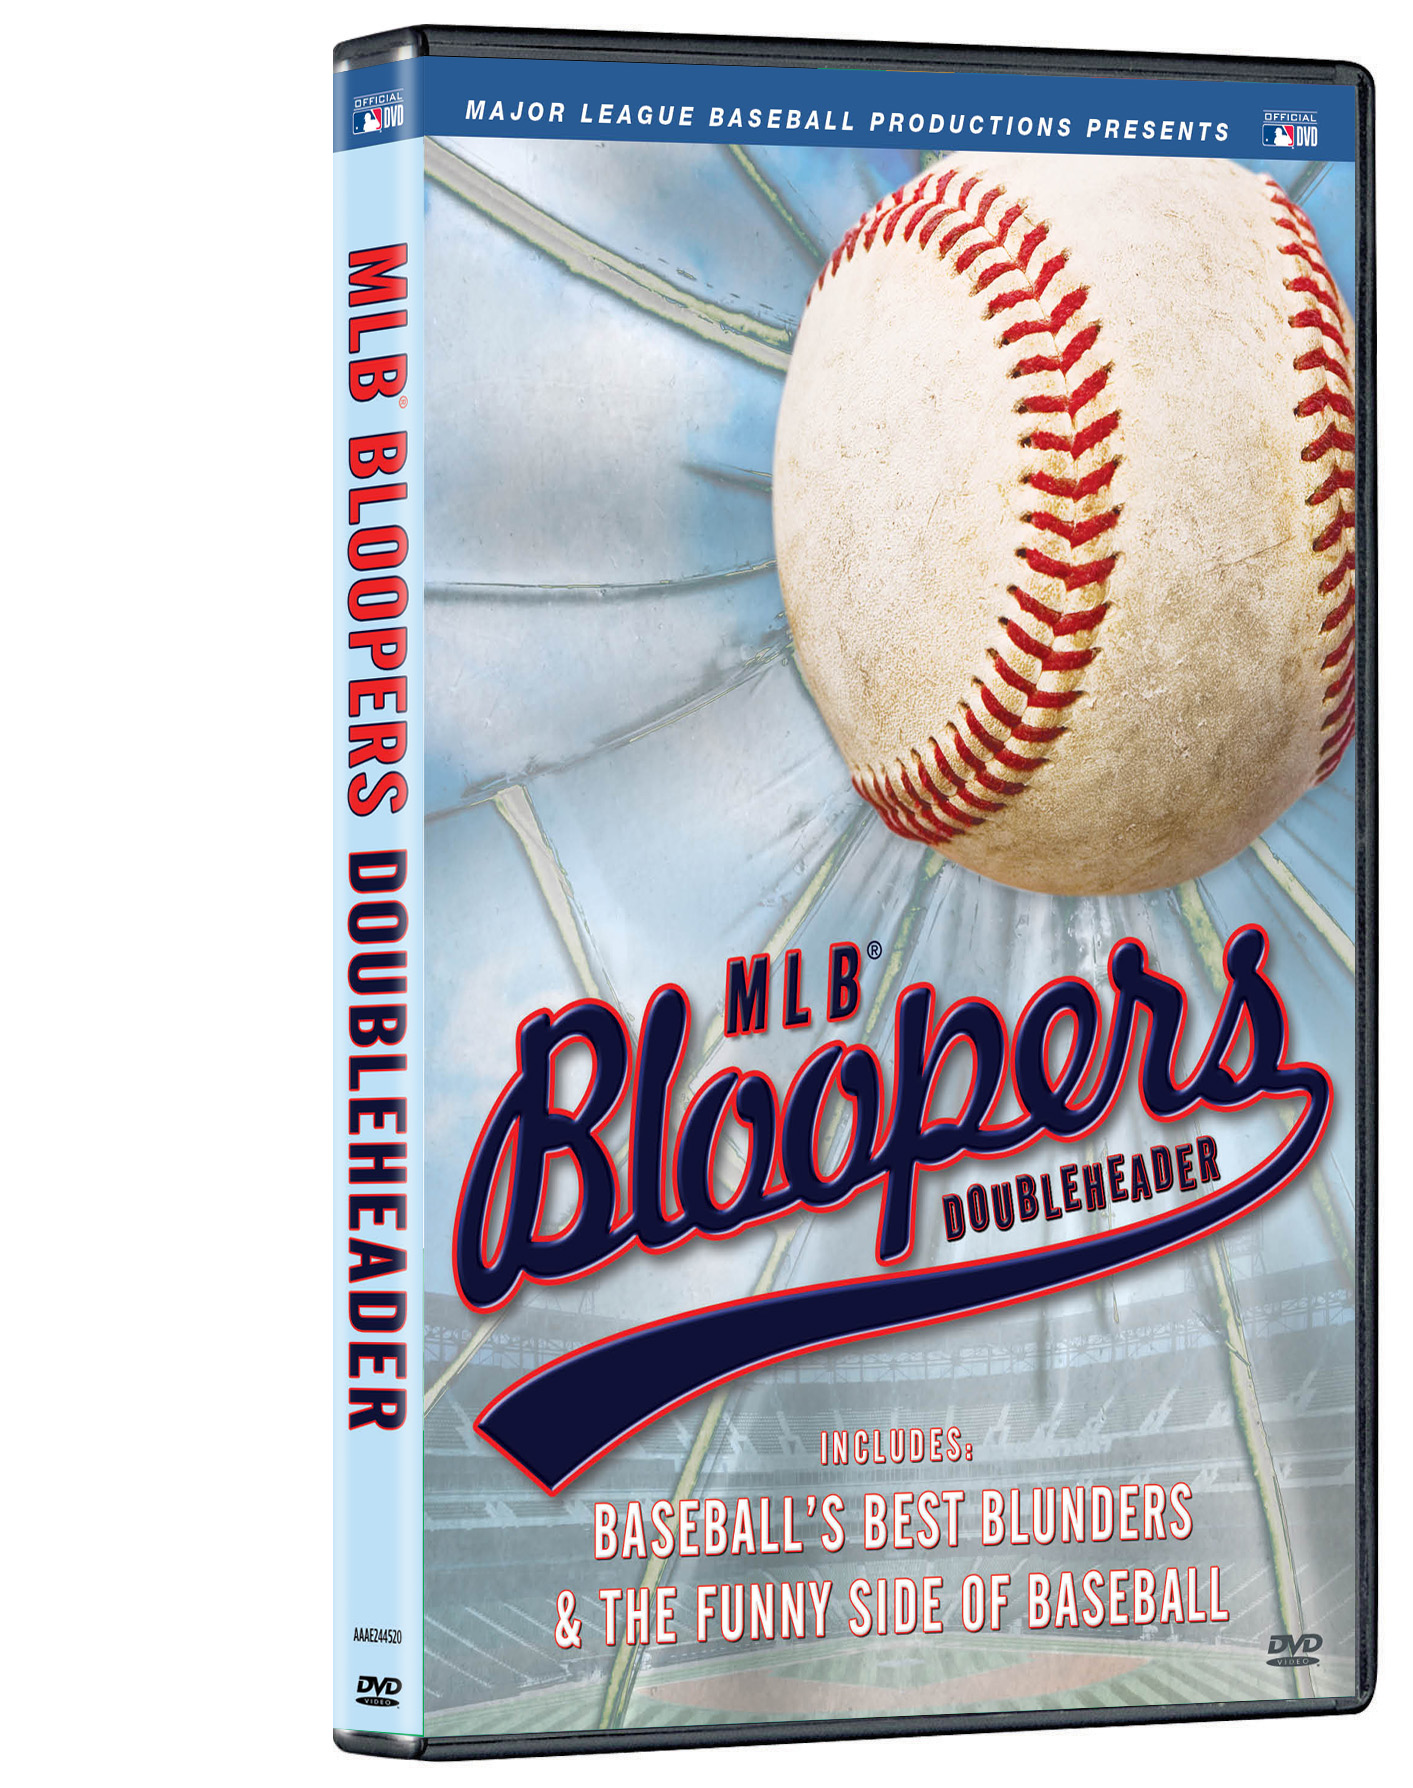 OFFICIAL
DVD
MLB® BLOOPERS DOUBLEHEADER
AAAE244520
DVD
VIDEO
MAJOR LEAGUE BASEBALL PRODUCTIONS PRESENTS
OFFICIAL
DVD
MLB®
Bloopers
DOUBLEHEADER
INCLUDES:
BASEBALL'S BEST BLUNDERS
& THE FUNNY SIDE OF BASEBALL
DVD
VIDEO